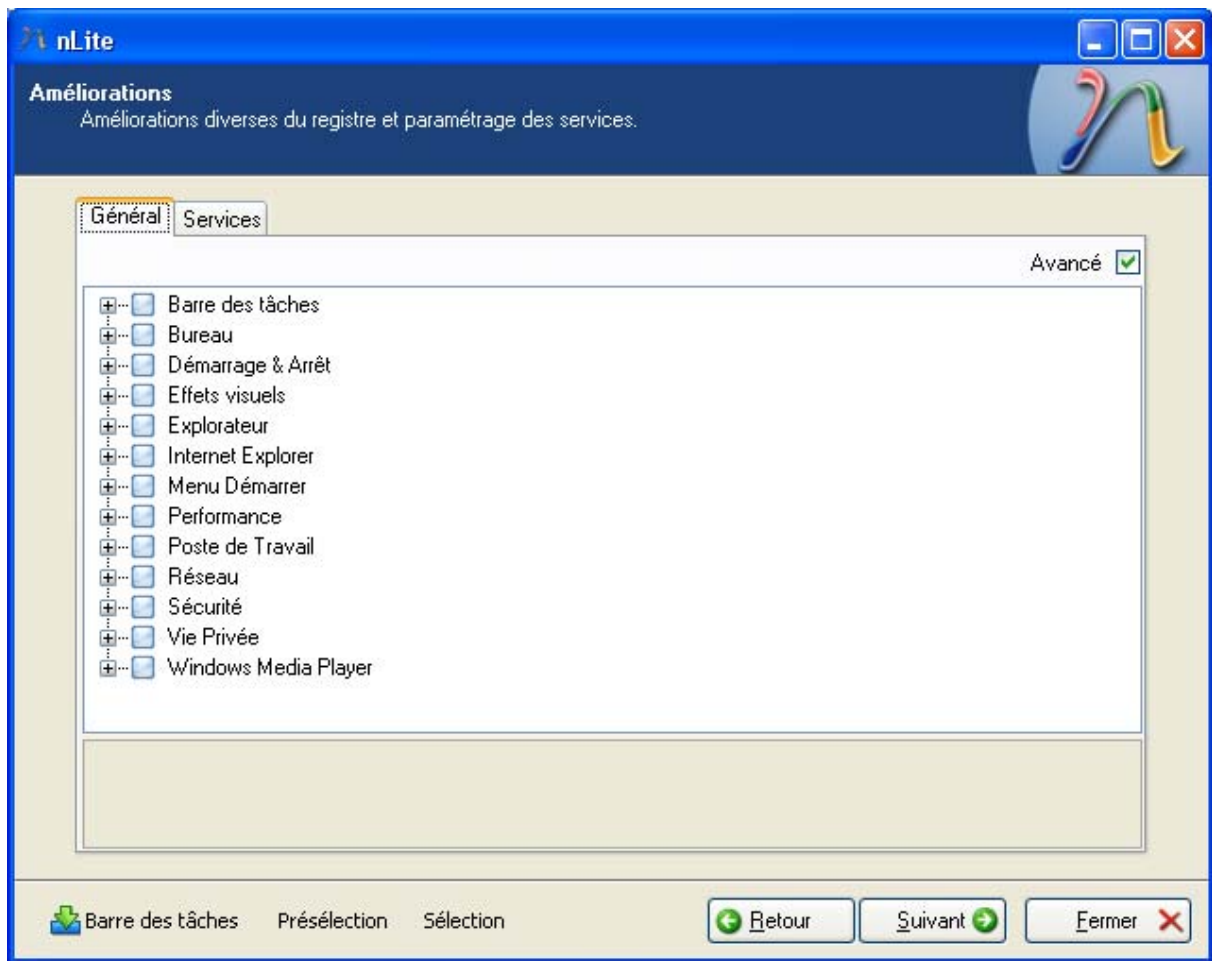 nLite
Améliorations
Améliorations diverses du registre et paramétrage des services.
Général Services
Avancé
Barre des tâches
Bureau
Démarrage & Arrêt
Effets visuels
Explorateur
Internet Explorer
Menu Démarrer
Performance
Poste de Travail
Réseau
Sécurité
Vie Privée
Windows Media Player
Barre des tâches Présélection Sélection Retour Suivant Fermer